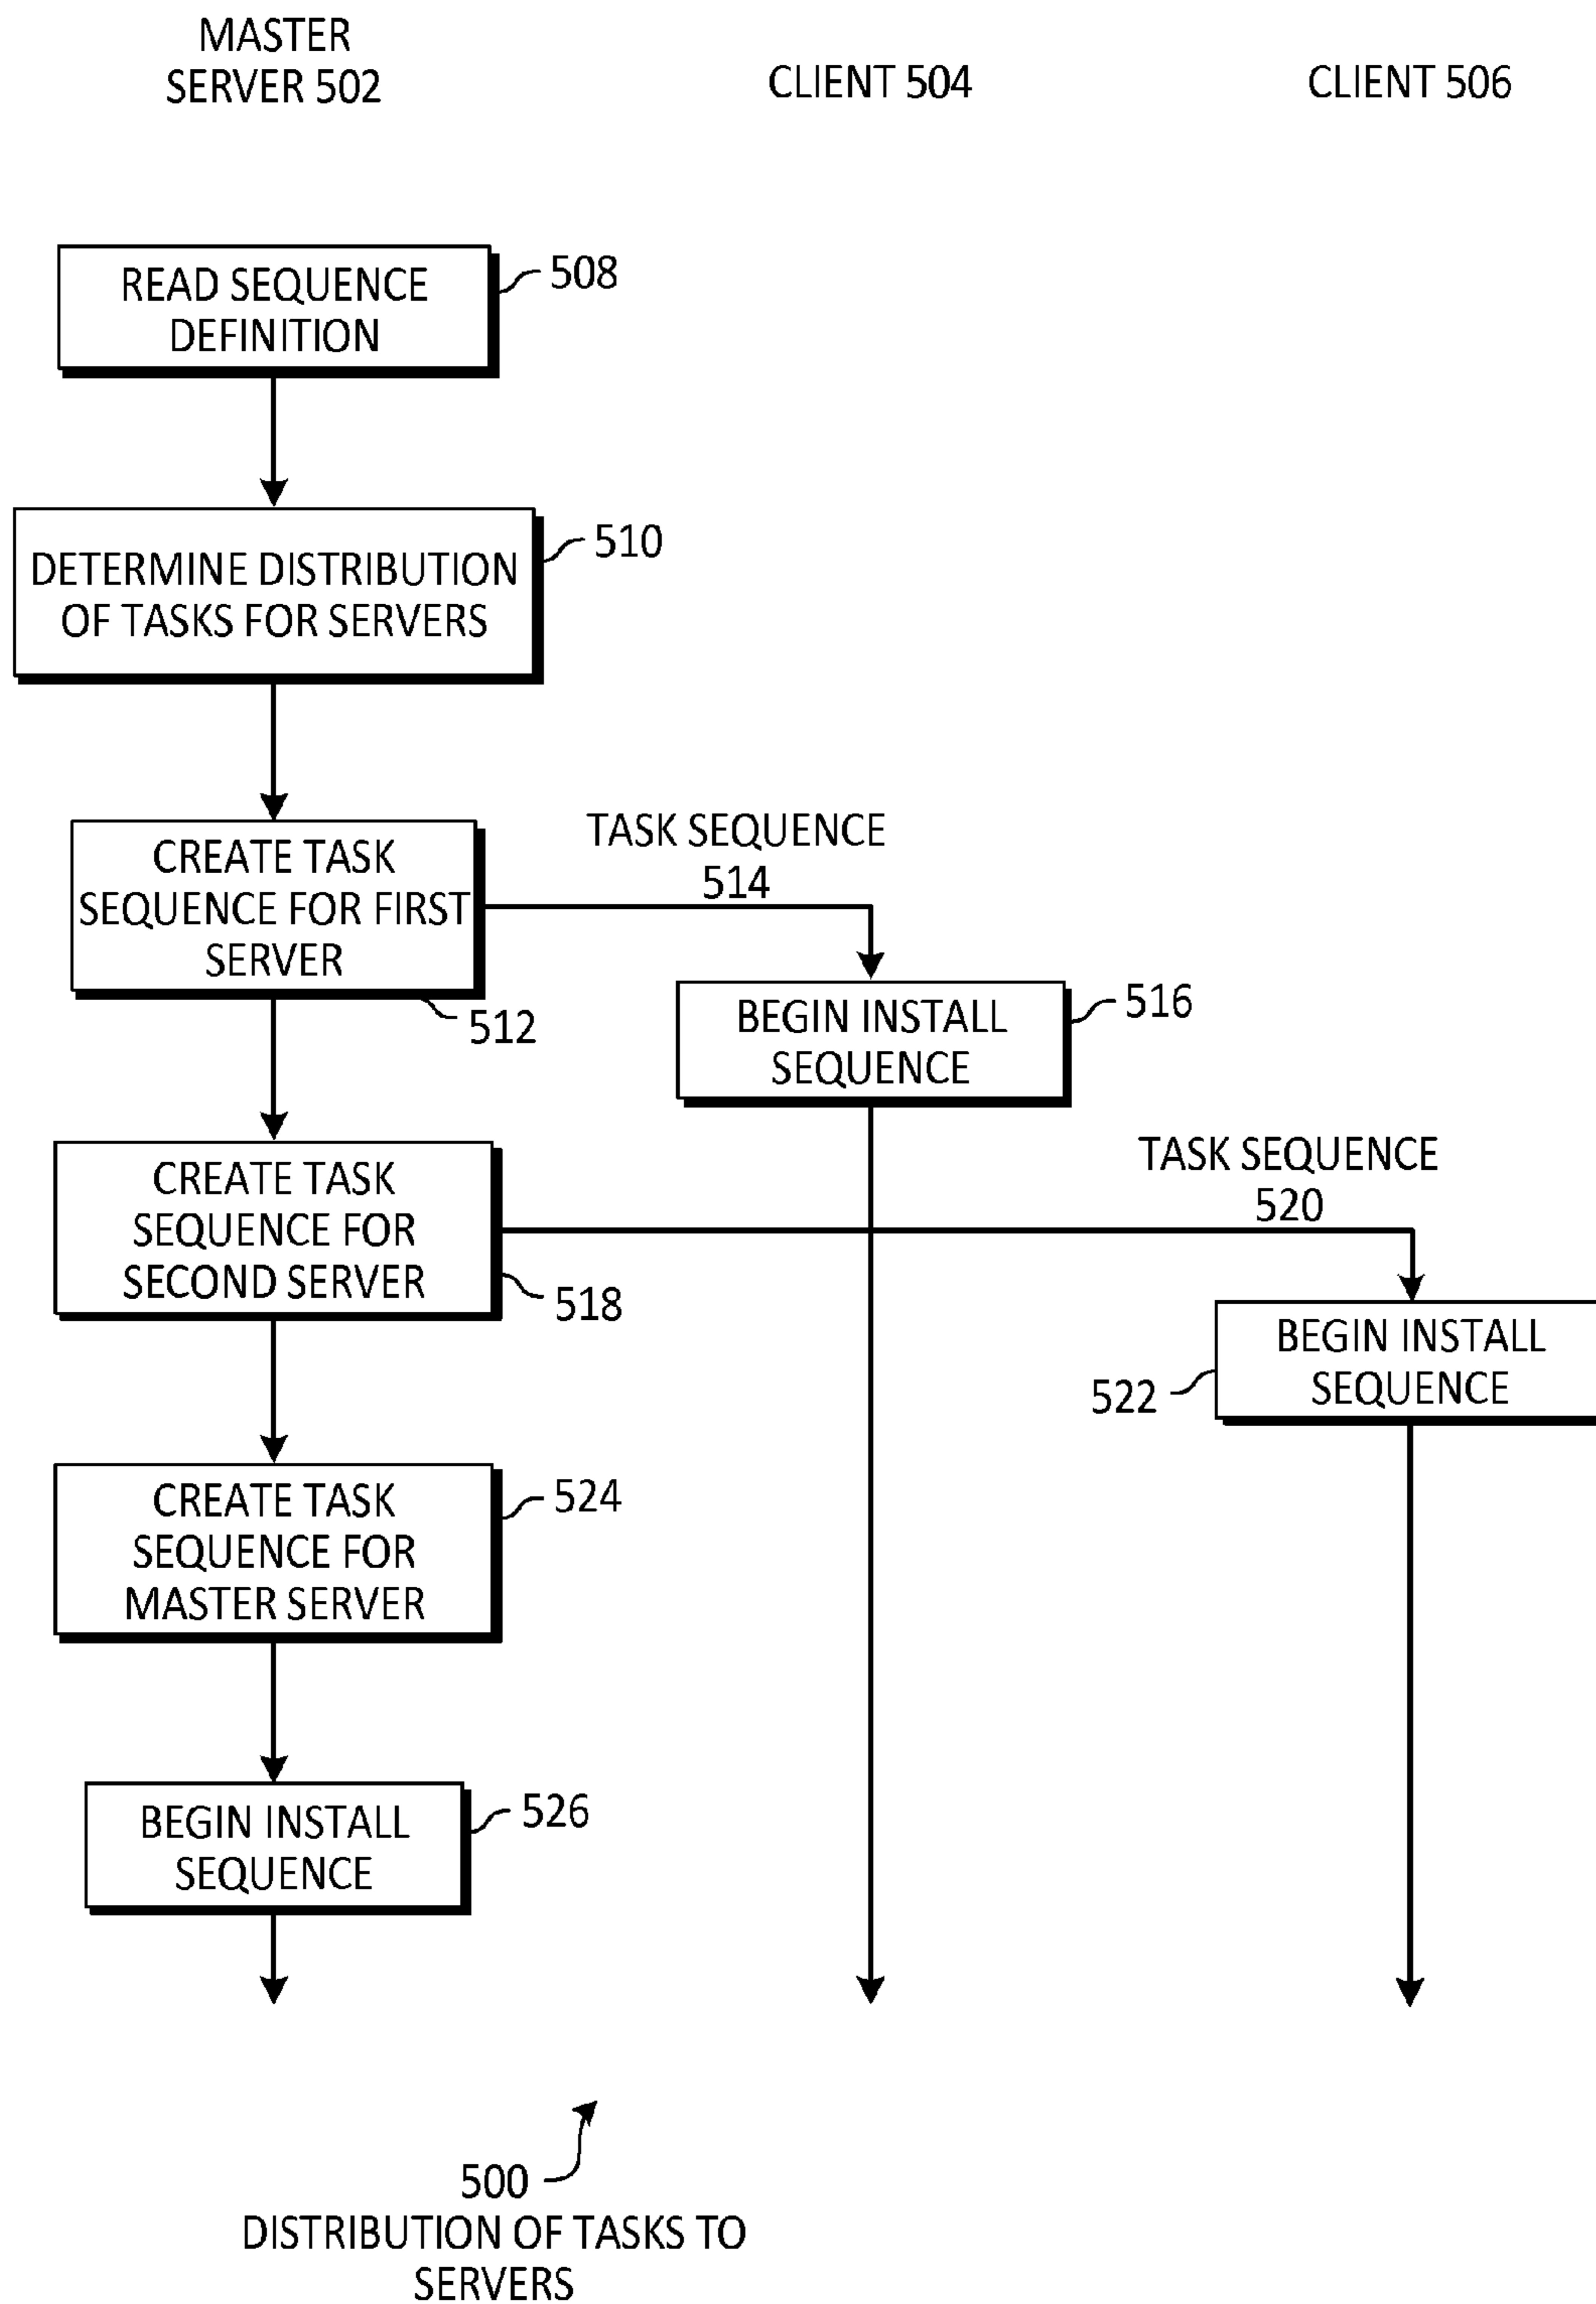 MASTER
SERVER 502
CLIENT 504
CLIENT 506
READ SEQUENCE
DEFINITION
508
DETERMINE DISTRIBUTION
OF TASKS FOR SERVERS
510
CREATE TASK
SEQUENCE FOR FIRST
SERVER
512
TASK SEQUENCE
514
BEGIN INSTALL
SEQUENCE
516
CREATE TASK
SEQUENCE FOR
SECOND SERVER
518
TASK SEQUENCE
520
BEGIN INSTALL
SEQUENCE
522
CREATE TASK
SEQUENCE FOR
MASTER SERVER
524
BEGIN INSTALL
SEQUENCE
526
500
DISTRIBUTION OF TASKS TO
SERVERS